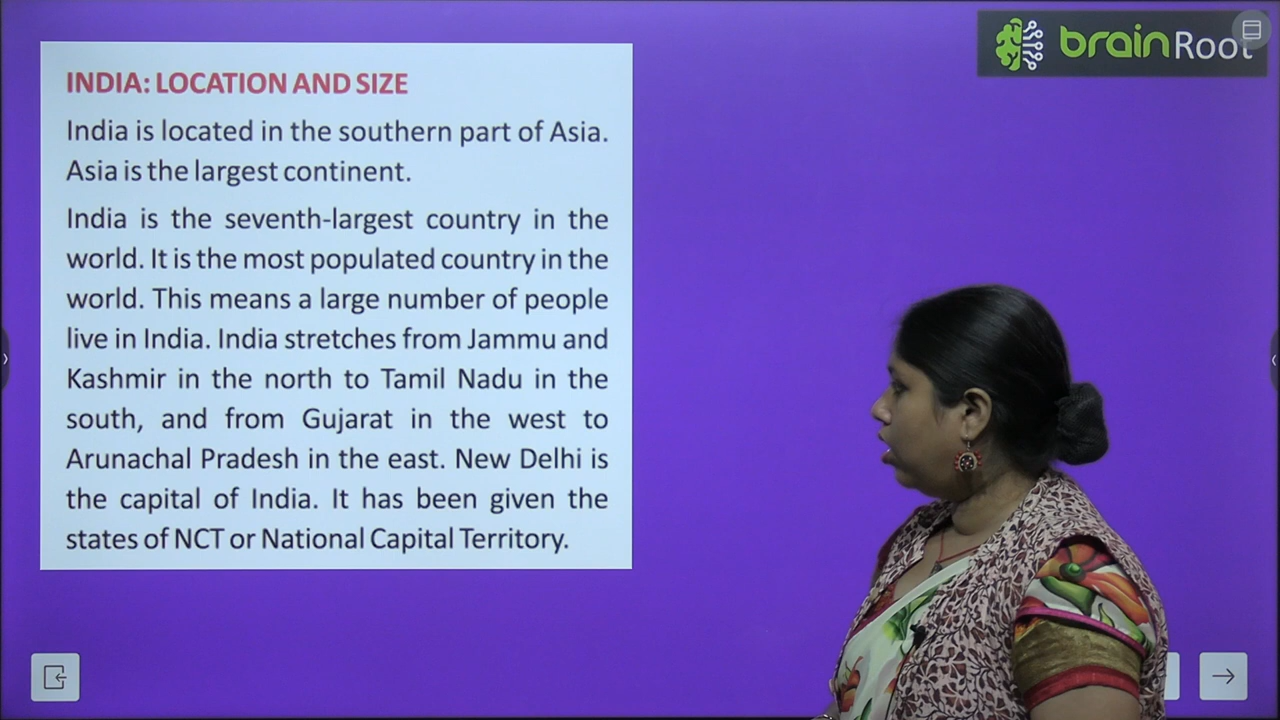 brainRoot
INDIA: LOCATION AND SIZE
India is located in the southern part of Asia.
Asia is the largest continent.
India is the seventh-largest country in the
world. It is the most populated country in the
world. This means a large number of people
live in India. India stretches from Jammu and
Kashmir in the north to Tamil Nadu in the
south, and from Gujarat in the west to
Arunachal Pradesh in the east. New Delhi is
the capital of India. It has been given the
states of NCT or National Capital Territory.